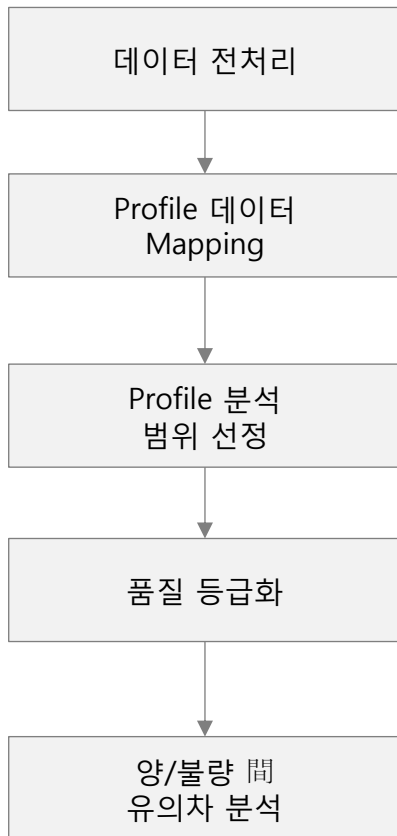 데이터 전처리
Profile 데이터
Mapping
Profile 분석
범위 선정
품질 등급화
양/불량 間
유의차 분석